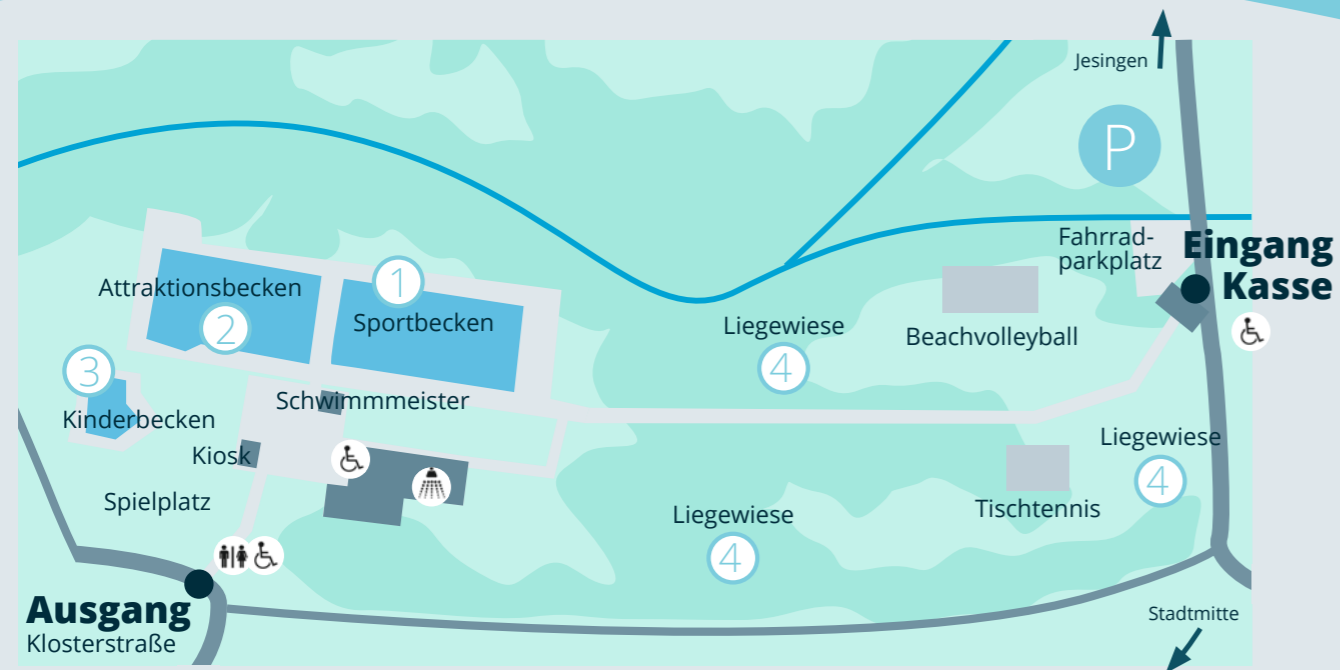 Jesingen
P
Fahrrad-
parkplatz
Eingang
Kasse
Attraktionsbecken
2
1
Sportbecken
Liegewiese
4
Beachvolleyball
3
Kinderbecken
Schwimmmeister
Kiosk
Spielplatz
Liegewiese
4
Tischtennis
Liegewiese
4
Ausgang
Klosterstraße
Stadtmitte